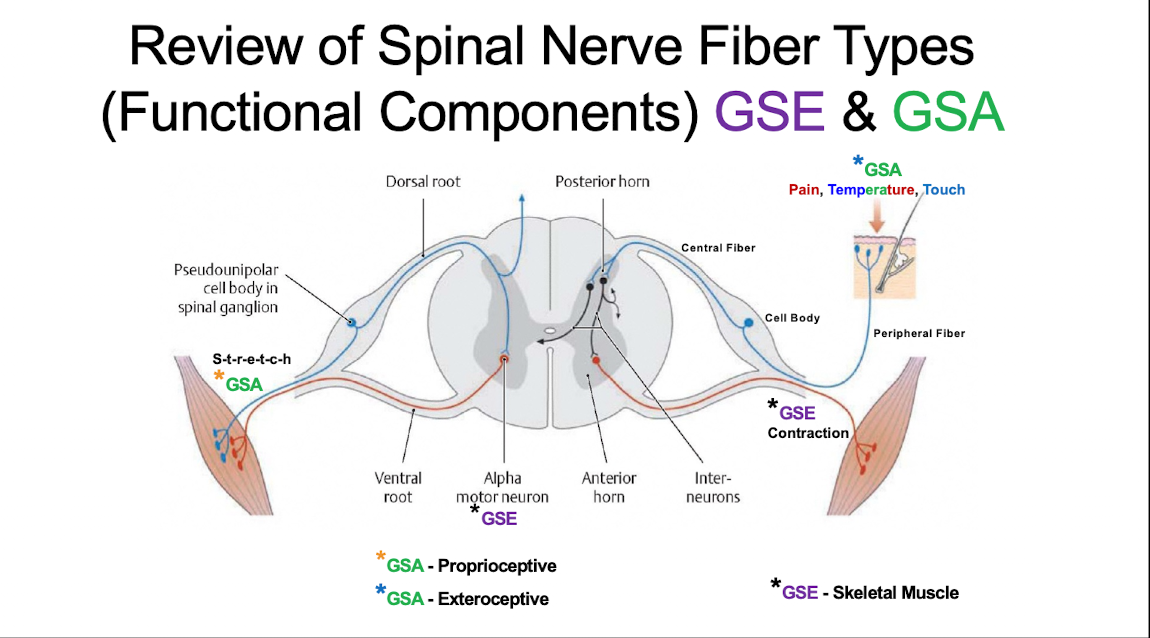 Review of Spinal Nerve Fiber Types
(Functional Components) GSE & GSA
*GSA
Pain, Temperature, Touch
Dorsal root
Posterior horn
Central Fiber
Pseudounipolar
cell body in
spinal ganglion
Cell Body
Peripheral Fiber
S-t-r-e-t-c-h
*GSA
*GSE
Contraction
Ventral
root
Alpha
motor neuron
*GSE
Anterior
horn
Inter-
neurons
*GSA - Proprioceptive
*GSA - Exteroceptive
*GSE - Skeletal Muscle